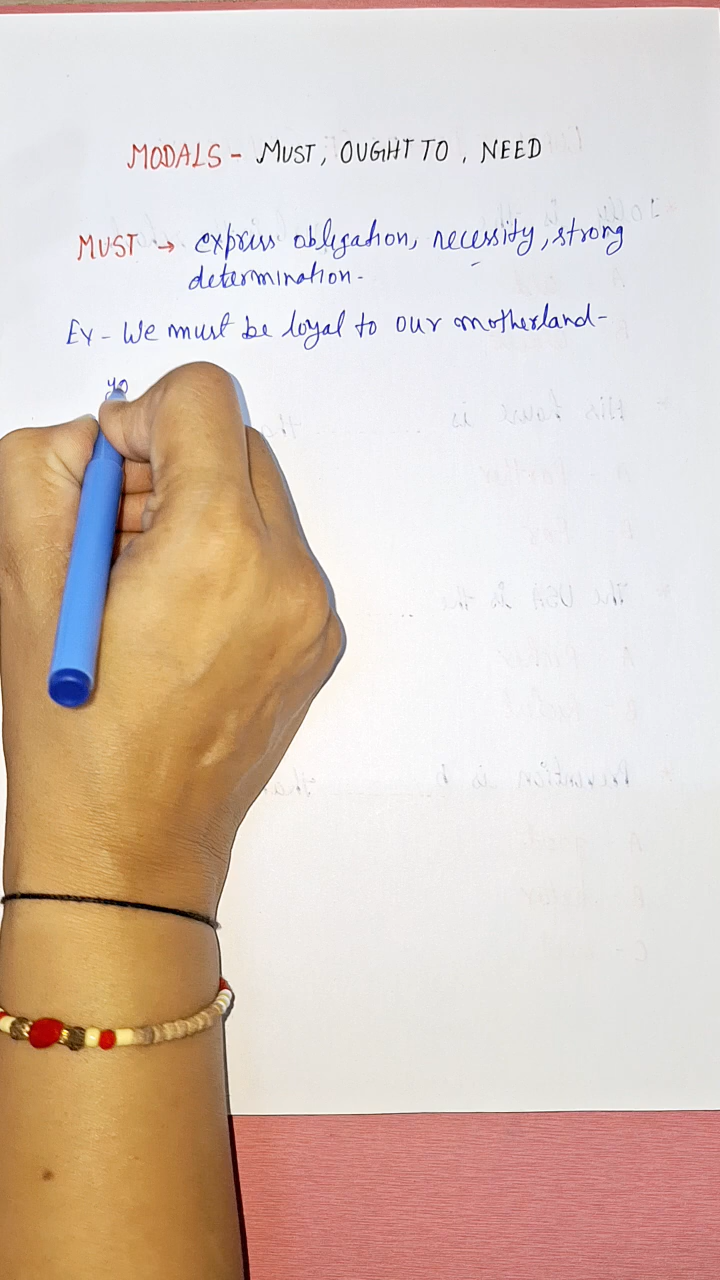 MODALS - MUST, OUGHT TO, NEED
MUST → express obligation, necessity, strong
determination.
Ex - We must be loyal to our motherland -
yo